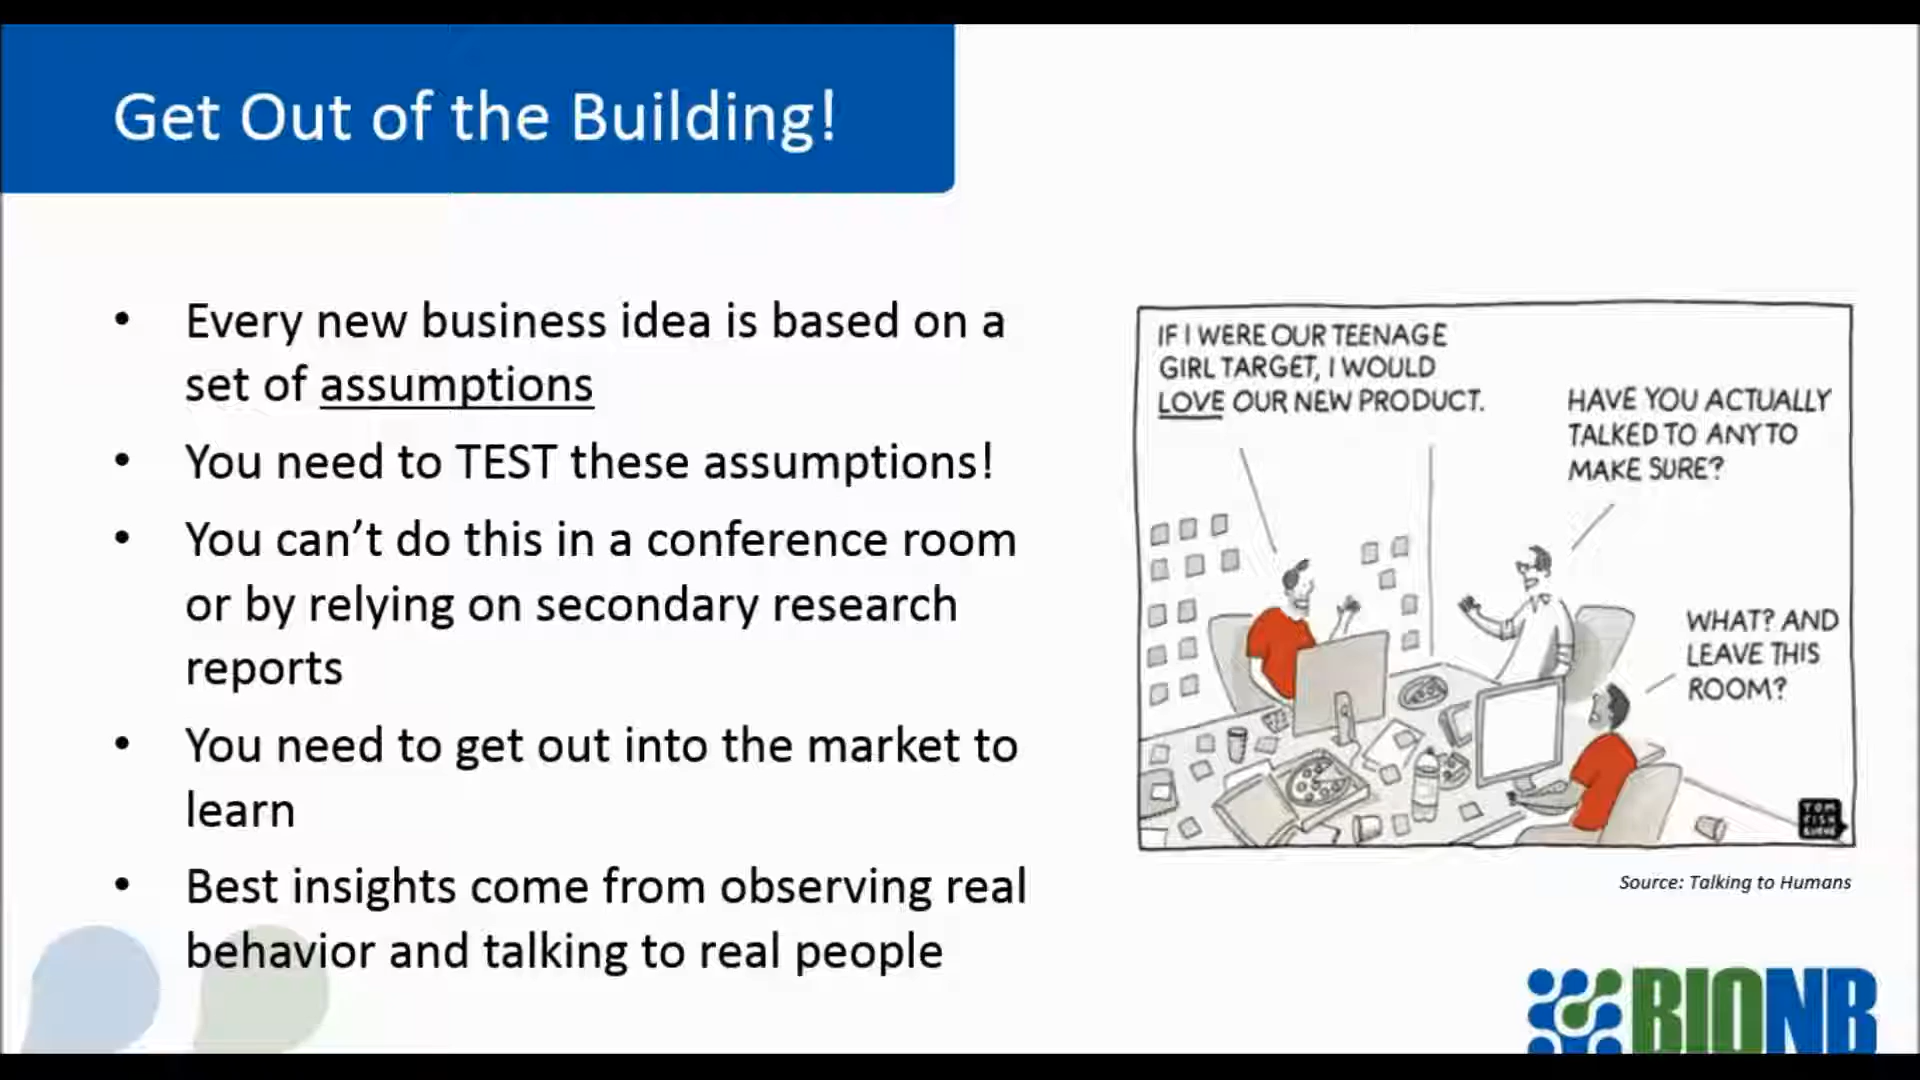 Get Out of the Building!
• Every new business idea is based on a
set of assumptions
• You need to TEST these assumptions!
• You can’t do this in a conference room
or by relying on secondary research
reports
• You need to get out into the market to
learn
• Best insights come from observing real
behavior and talking to real people
IF I WERE OUR TEENAGE
GIRL TARGET, I WOULD
LOVE OUR NEW PRODUCT.
HAVE YOU ACTUALLY
TALKED TO ANY TO
MAKE SURE?
WHAT? AND
LEAVE THIS
ROOM?
TOM
FISH
BURNE
Source: Talking to Humans
BIONB